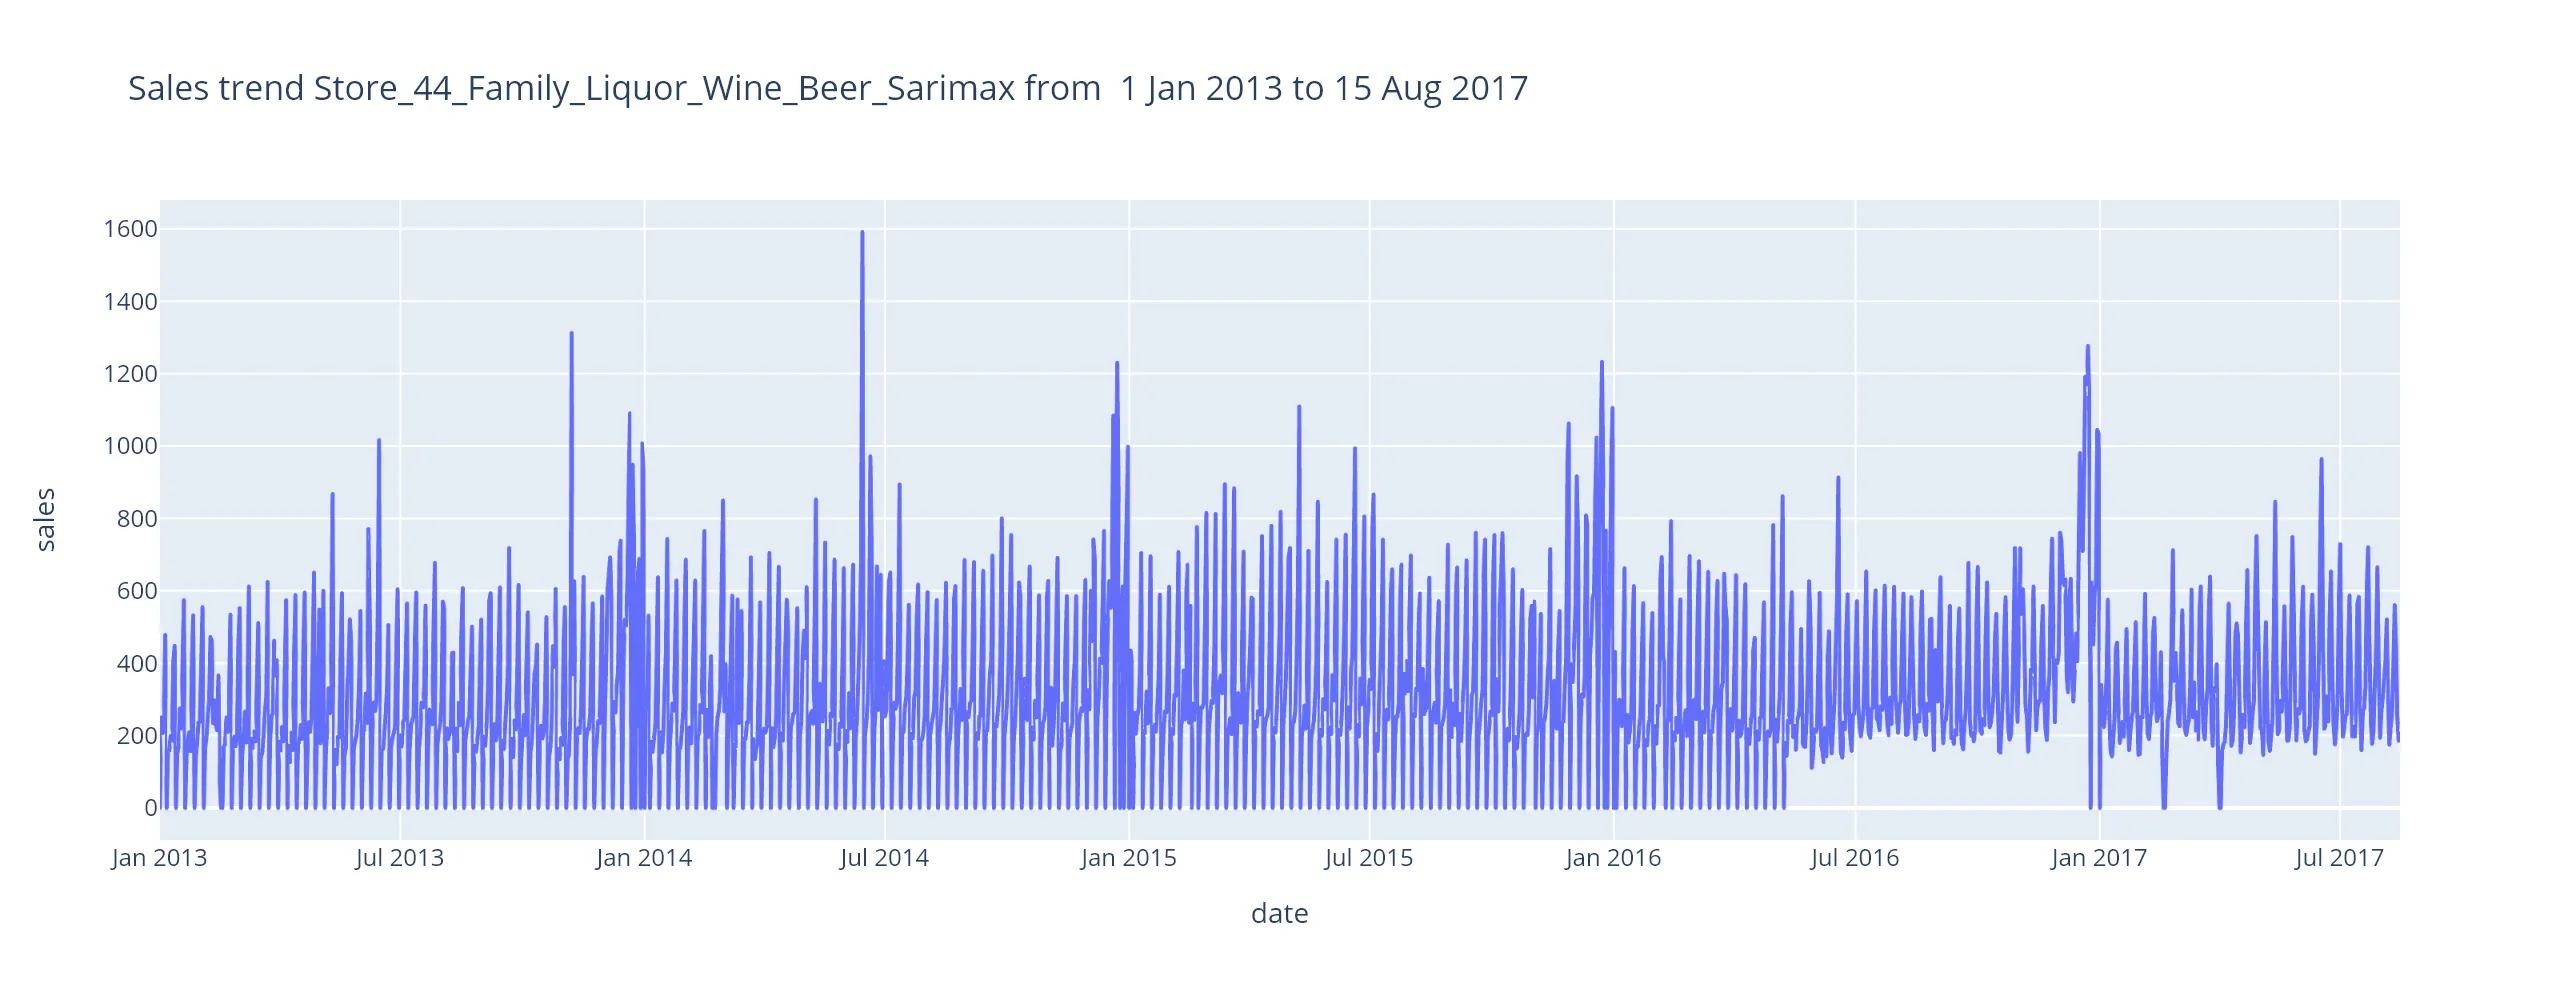 Sales trend Store_44_Family_Liquor_Wine_Beer_Sarimax from  1 Jan 2013 to 15 Aug 2017
1600
1400
1200
1000
800
600
400
200
0
sales
Jan 2013 Jul 2013 Jan 2014 Jul 2014 Jan 2015 Jul 2015 Jan 2016 Jul 2016 Jan 2017 Jul 2017
date